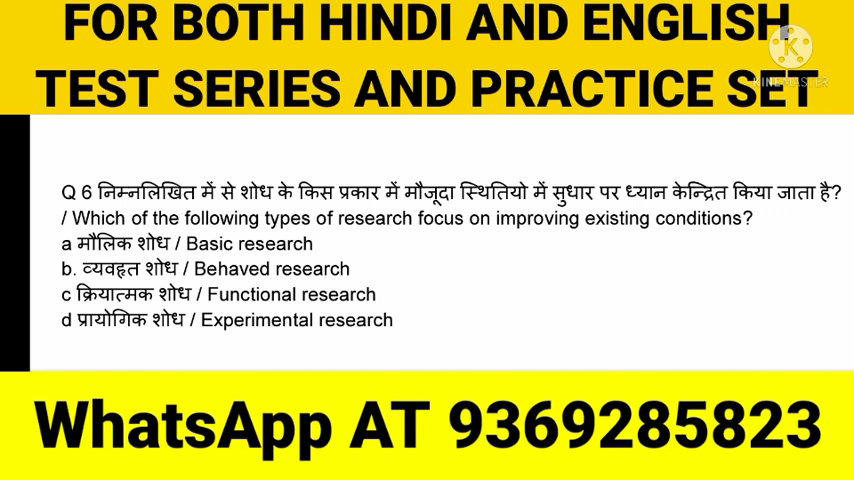 FOR BOTH HINDI AND ENGLISH
TEST SERIES AND PRACTICE SET
K
KINEMASTER
Q 6 निम्नलिखित में से शोध के किस प्रकार में मौजूदा स्थितियो में सुधार पर ध्यान केन्द्रित किया जाता है?
/ Which of the following types of research focus on improving existing conditions?
a मौलिक शोध / Basic research
b. व्यवहृत शोध / Behaved research
c क्रियात्मक शोध / Functional research
d प्रायोगिक शोध / Experimental research
WhatsApp AT 9369285823